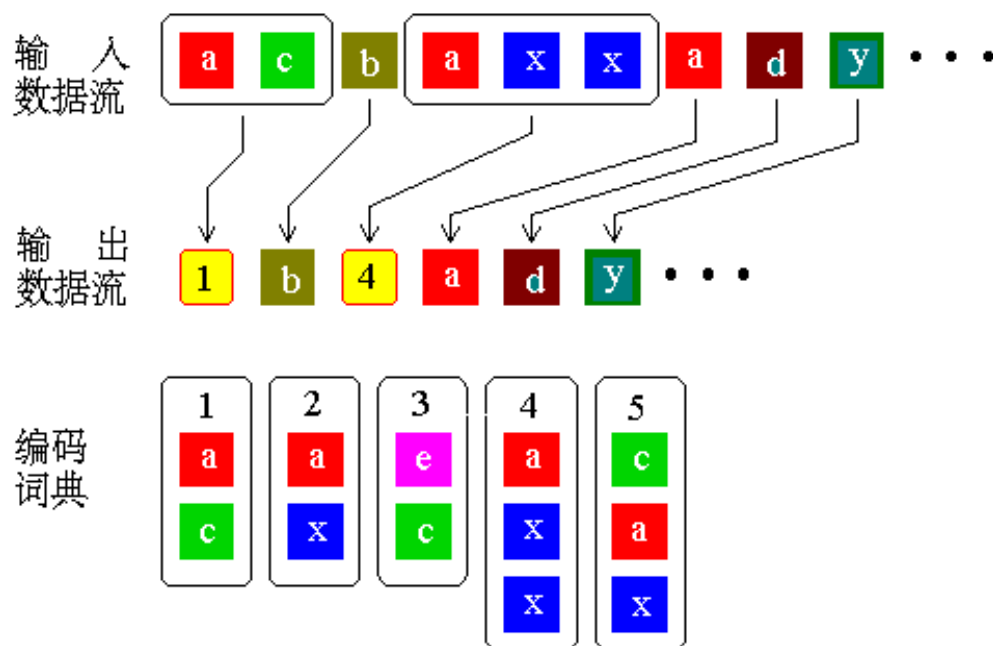 输 入
数据流
a c b a x x a d y • • •
输 出
数据流
1 b 4 a d y • • •
编码
词典
1 2 3 4 5
a a e a c
c x c x a
x x